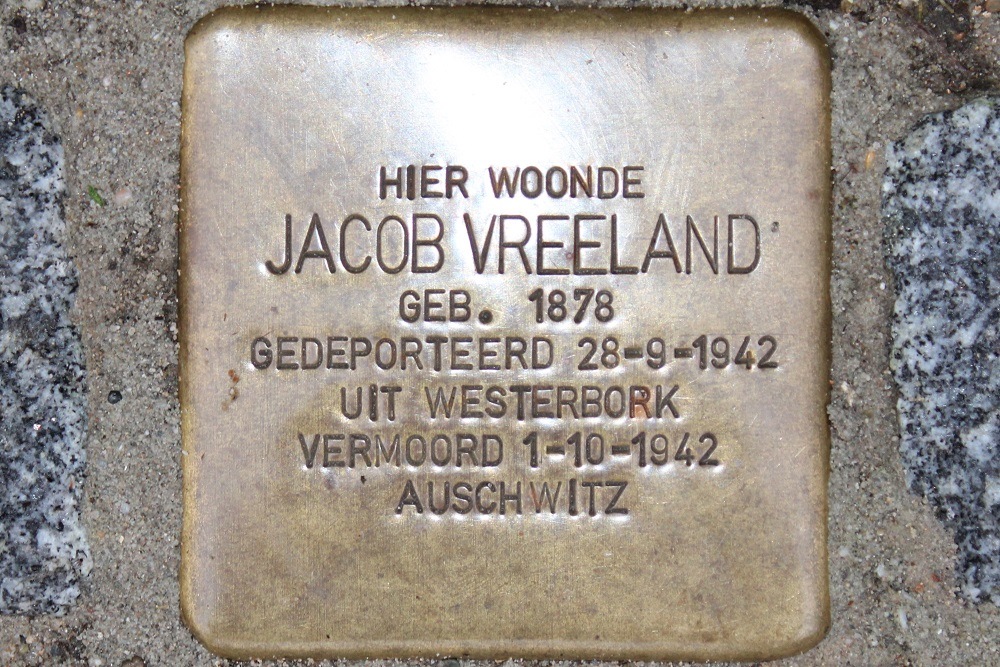 HIER WOONDE
JACOB VREELAND
GEB. 1878
GEDEPORTEERD 28-9-1942
UIT WESTERBORK
VERMOORD 1-10-1942
AUSCHWITZ